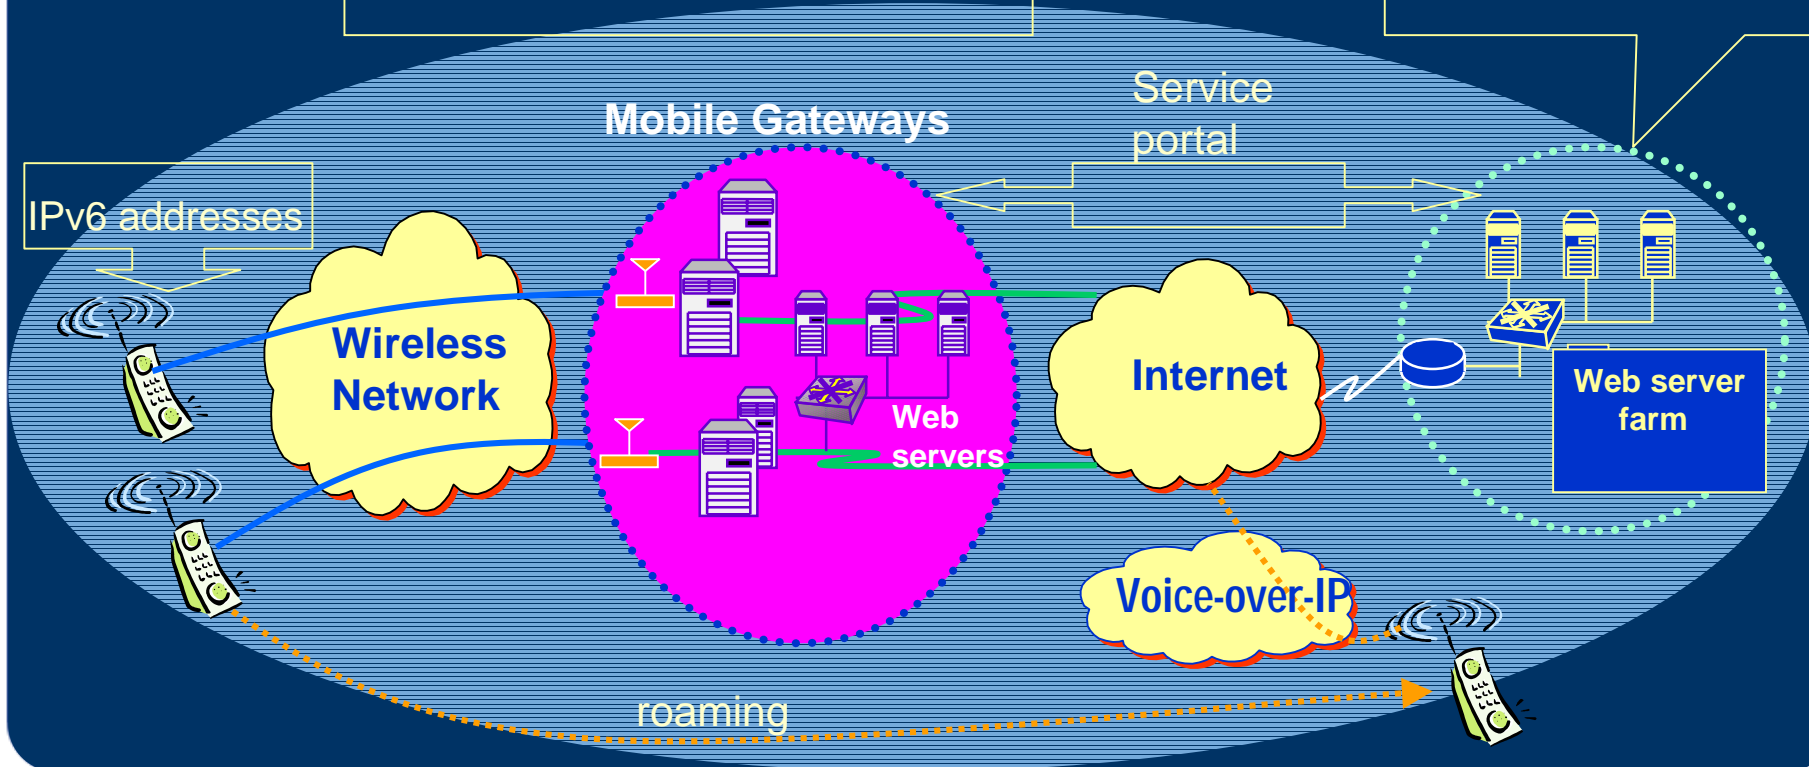 Service
portal
Mobile Gateways
IPv6 addresses
Wireless
Network
Internet
Web server
farm
Web
servers
Voice-over-IP
roaming